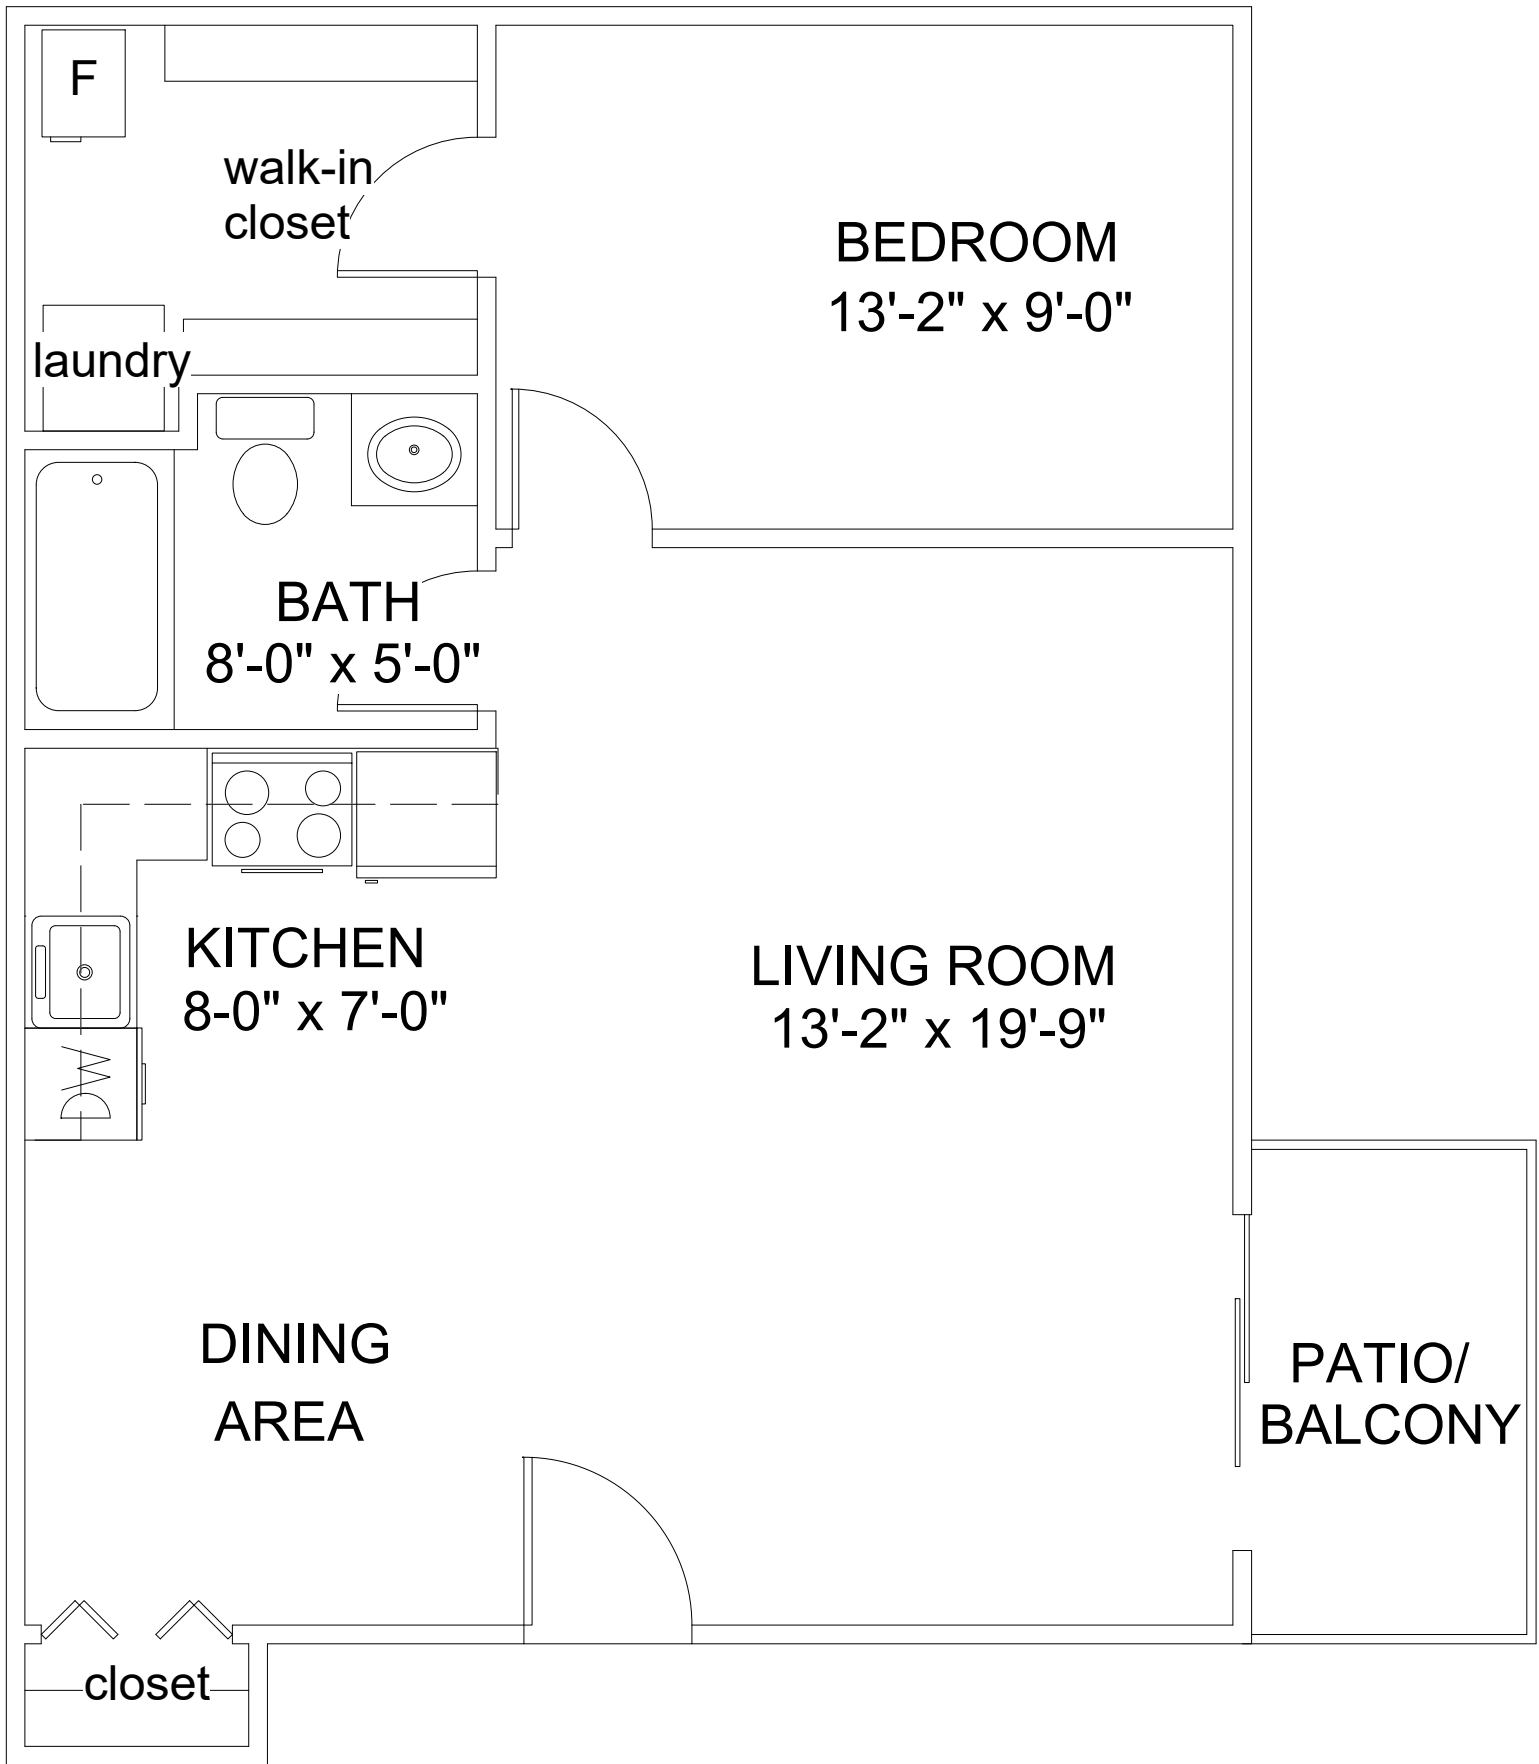 F
walk-in
closet
BEDROOM
13'-2" x 9'-0"
laundry
BATH
8'-0" x 5'-0"
KITCHEN
8-0" x 7'-0"
LIVING ROOM
13'-2" x 19'-9"
DW
DINING
AREA
PATIO/
BALCONY
closet